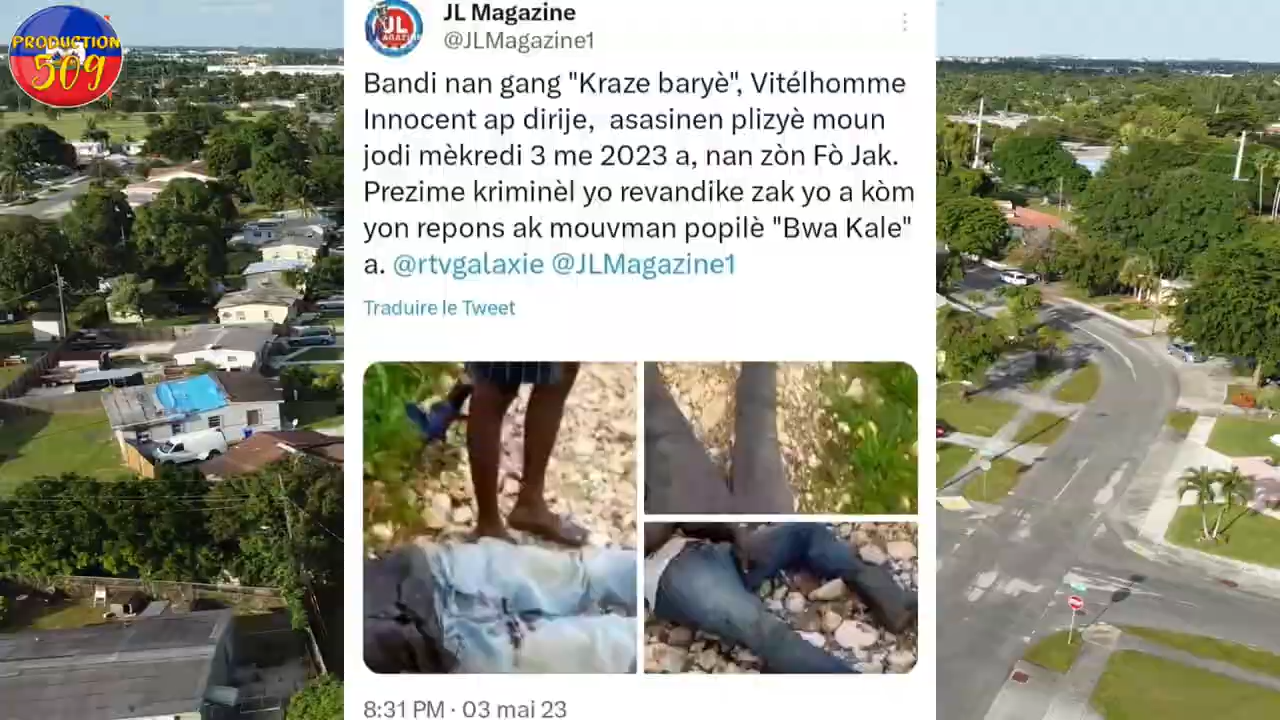 PRODUCTION
509
JL Magazine
@JLMagazine1
Bandi nan gang "Kraze baryè", Vitélhomme
Innocent ap dirije, asasinen plizyè moun
jodi mèkredi 3 me 2023 a, nan zòn Fò Jak.
Prezime kriminèl yo revandike zak yo a kòm
yon repons ak mouvman popilè "Bwa Kale"
a. @rtvgalaxie @JLMagazine1
Traduire le Tweet
8:31 PM · 03 mai 23